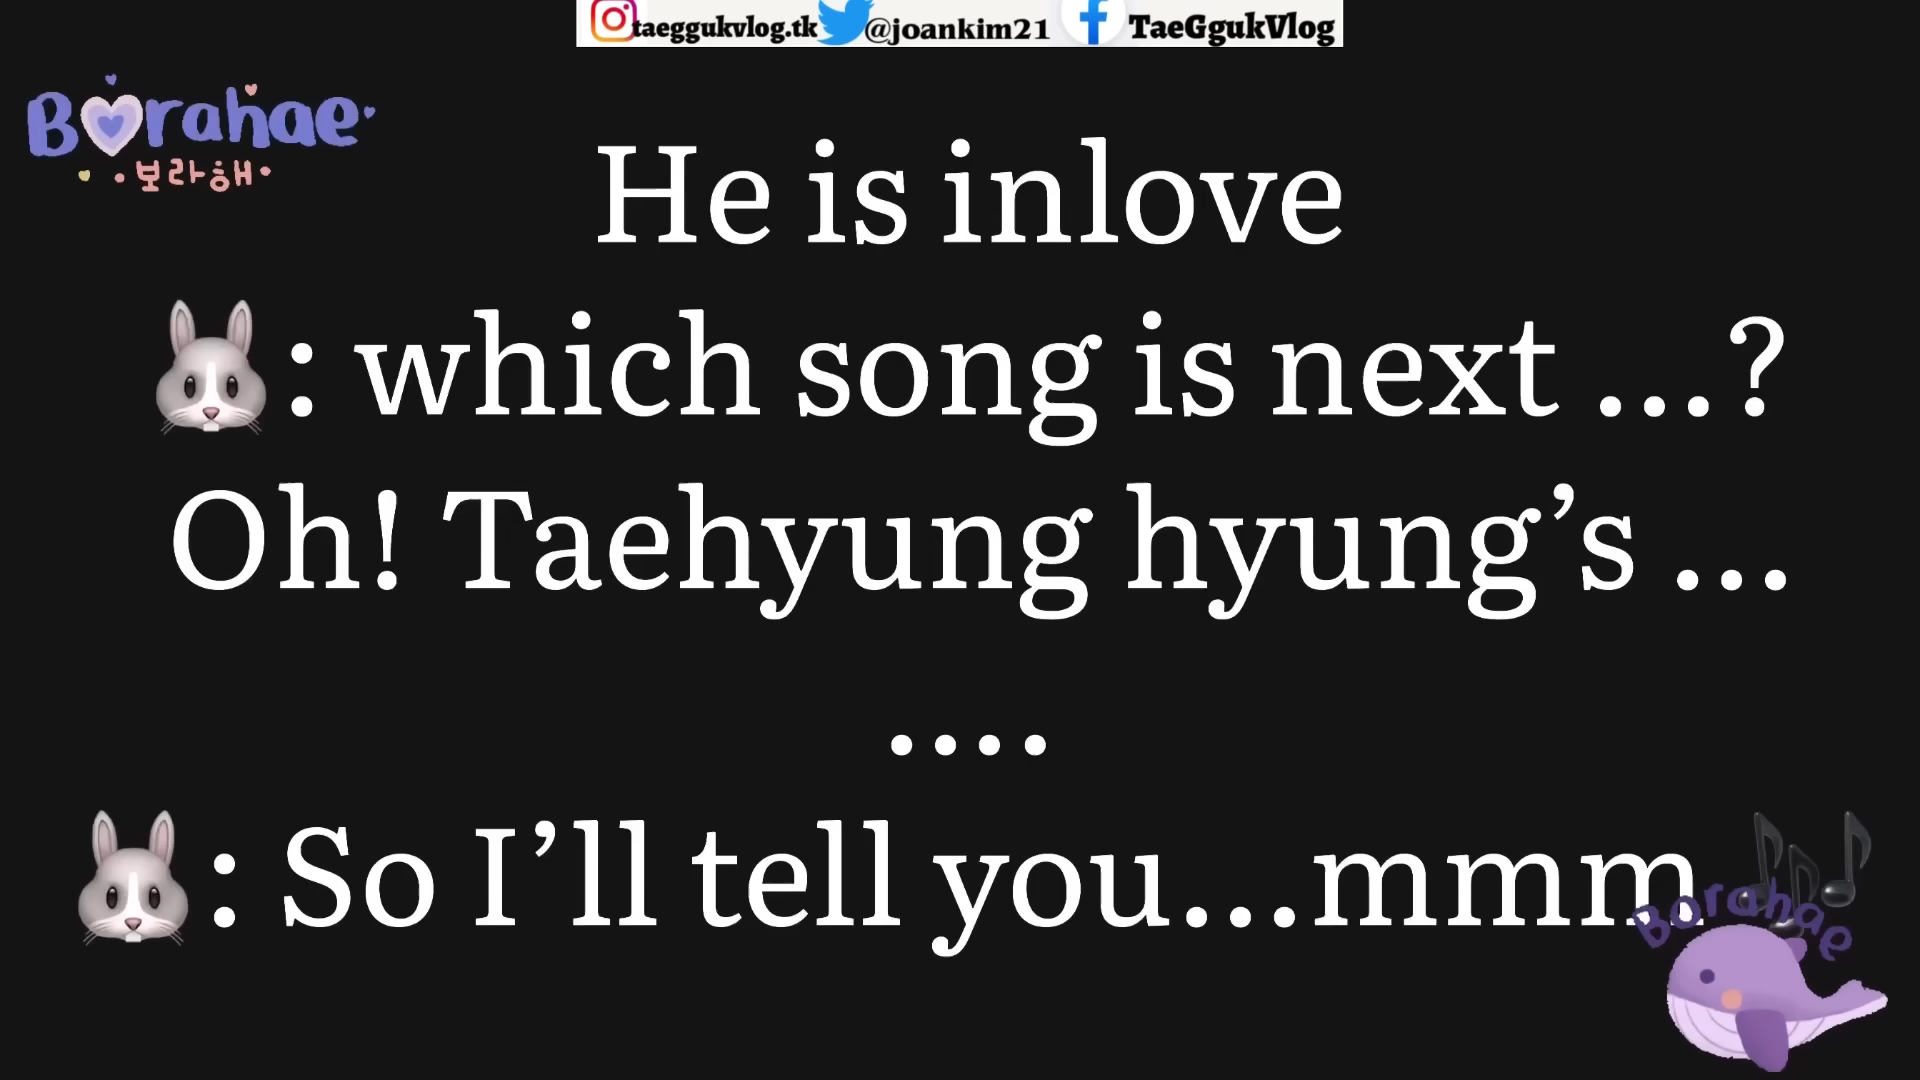 taeggukvlog.tk @joankim21 TaeGgukVlog
Borahae
보라해
He is inlove
🐰: which song is next ...?
Oh! Taehyung hyung’s ...
....
🐰: So I’ll tell you...mmm🎶
Borahae